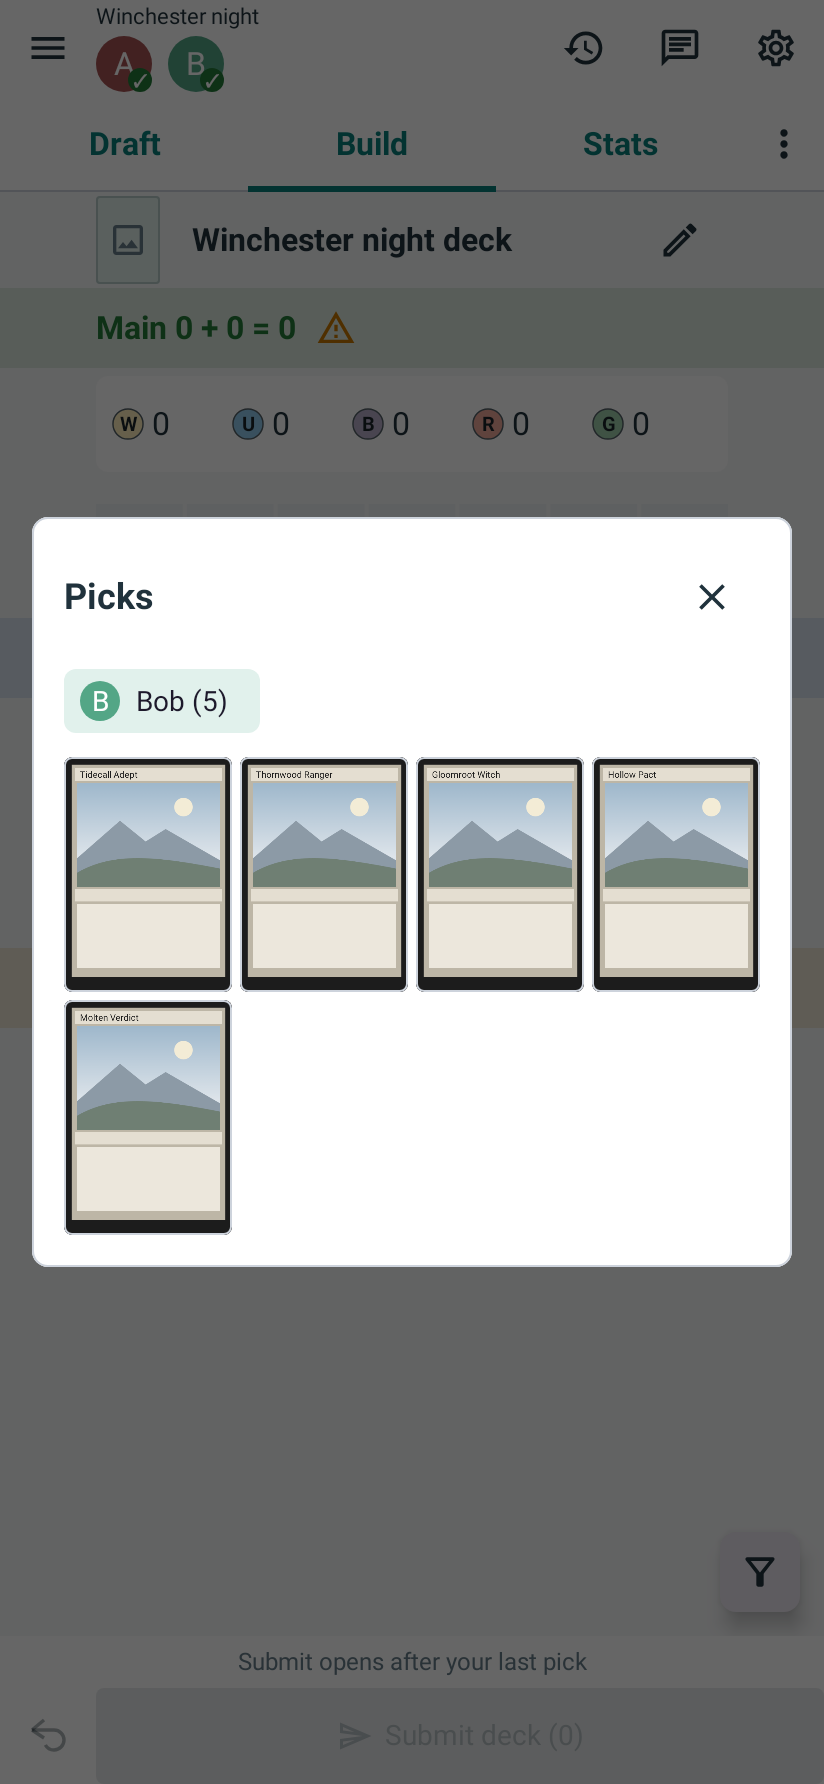 Winchester night
A
B
Draft
Build
Stats
Winchester night deck
Main 0 + 0 = 0
W 0
U 0
B 0
R 0
G 0
Picks
B Bob (5)
Tidecall Adept
Thornwood Ranger
Gloomroot Witch
Hollow Pact
Molten Verdict
Submit opens after your last pick
Submit deck (0)